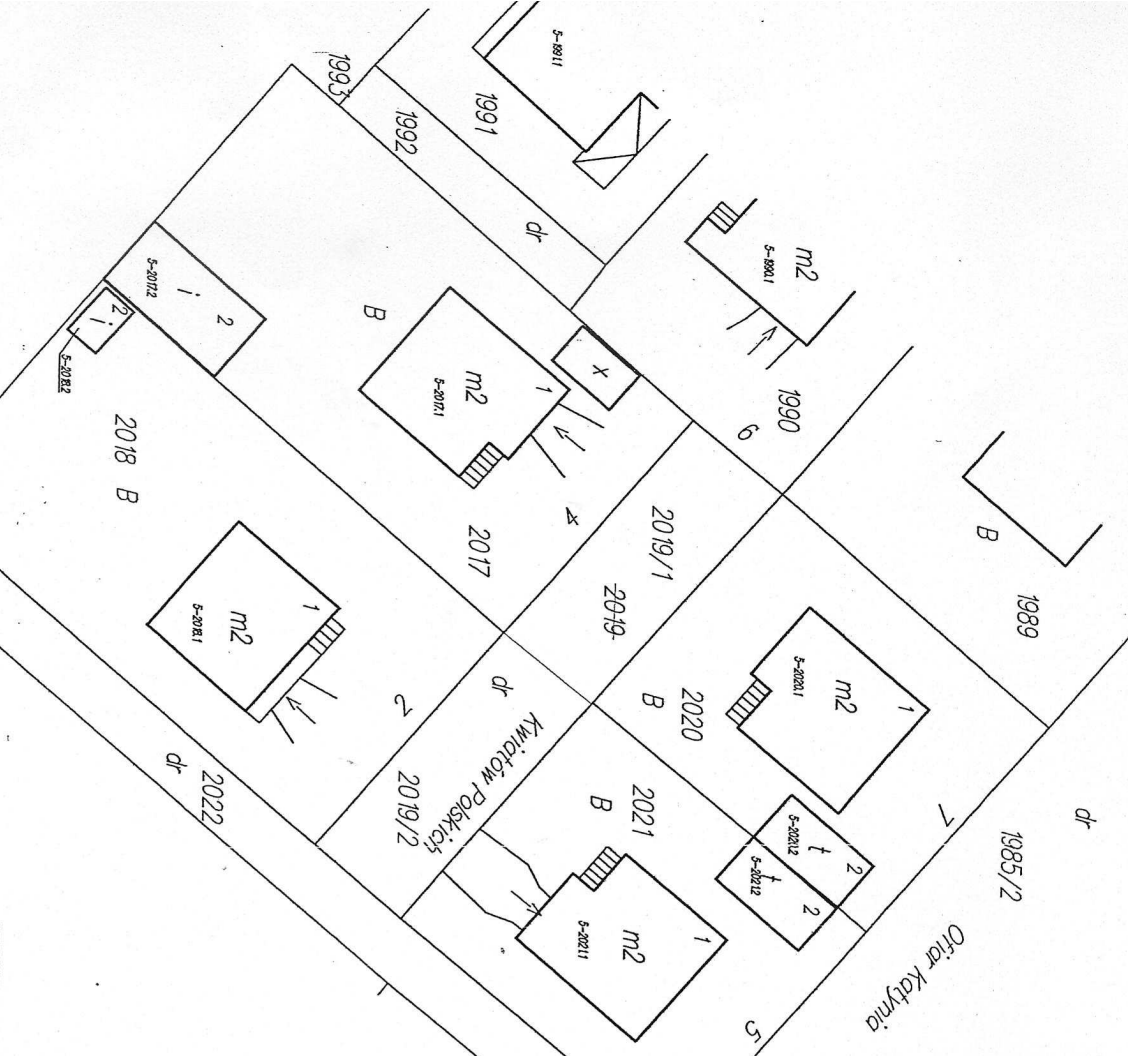 5-1991.1
1993
1992
1991
dr
m2
5-1990.1
1990
6
B
1989
5-2017.2
i
2
2
i
5-2018.2
B
1
m2
5-2017.1
x
4
2017
2019/1
2019
2018 B
1
m2
5-2018.1
2
dr
Kwiatów Polskich
2019/2
dr 2022
1
m2
5-2020.1
2020
B
7
dr
1985/2
Ofiar Katynia
2021
B
2
t
5-2021.2
2
t
5-2021.2
1
m2
5-2021.1
5